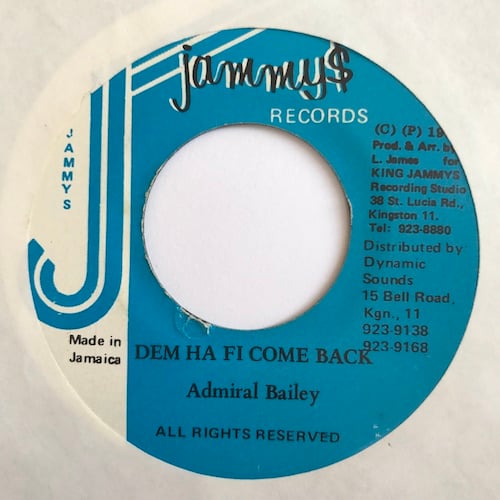 jammy$
RECORDS
JAMMYS
(C) (P) 19
Prod. & Arr. by
L. James for
KING JAMMYS
Recording Studio
38 St. Lucia Rd.,
Kingston 11.
Tel: 923-8880
Distributed by
Dynamic
Sounds
15 Bell Road,
Kgn., 11
923-9138
923-9168
Made in
Jamaica
DEM HA FI COME BACK
Admiral Bailey
ALL RIGHTS RESERVED